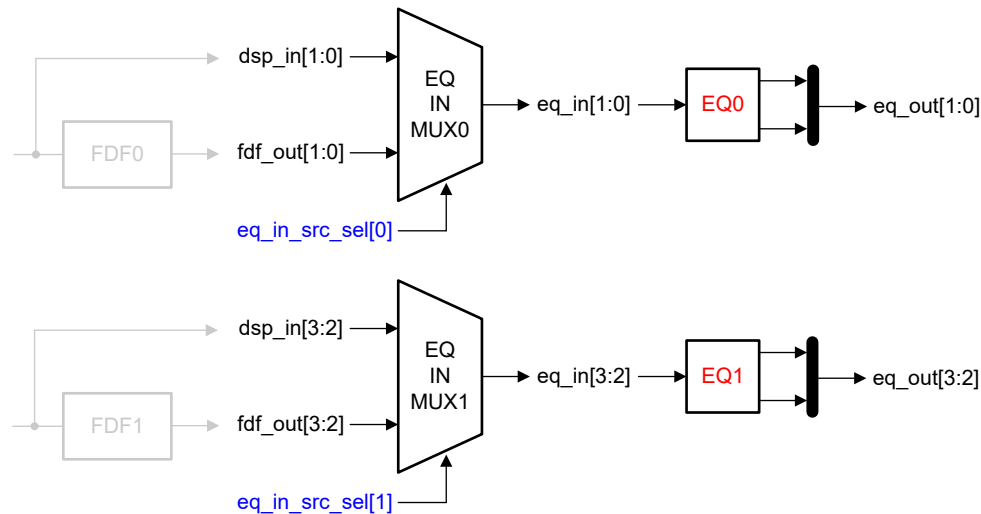 dsp_in[1:0]
EQ
IN
MUX0
eq_in[1:0]
EQ0
eq_out[1:0]
FDF0
fdf_out[1:0]
eq_in_src_sel[0]
dsp_in[3:2]
EQ
IN
MUX1
eq_in[3:2]
EQ1
eq_out[3:2]
FDF1
fdf_out[3:2]
eq_in_src_sel[1]